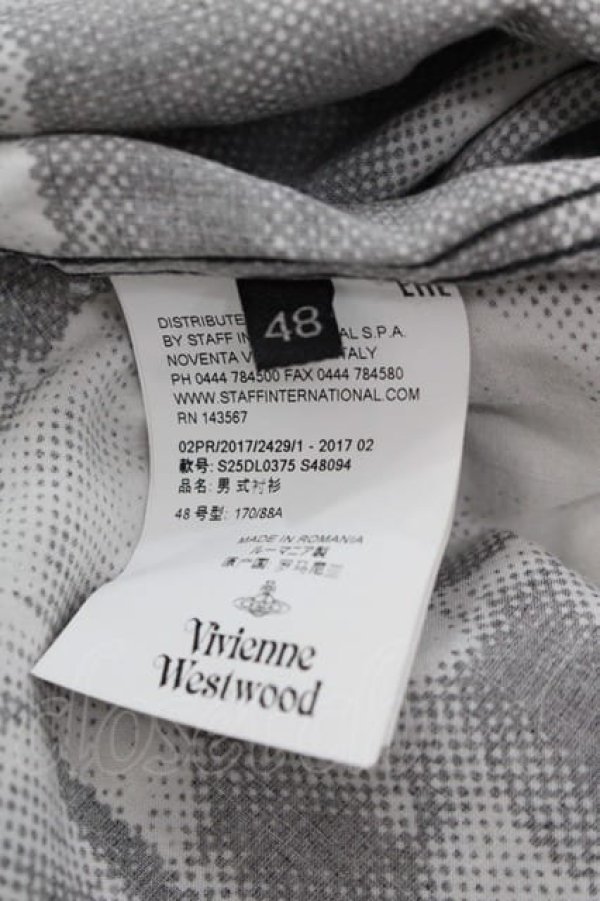 48
DISTRIBUTE
BY STAFF IN AL S.P.A.
NOVENTA V ITALY
PH 0444 784500 FAX 0444 784580
WWW.STAFFINTERNATIONAL.COM
RN 143567
02PR/2017/2429/1 - 2017 02
款号: S25DL0375 S48094
品名: 男式衬衫
48 号型: 170/88A
MADE IN ROMANIA
ルーマニア製
原产国: 罗马尼亚
Vivienne
Westwood